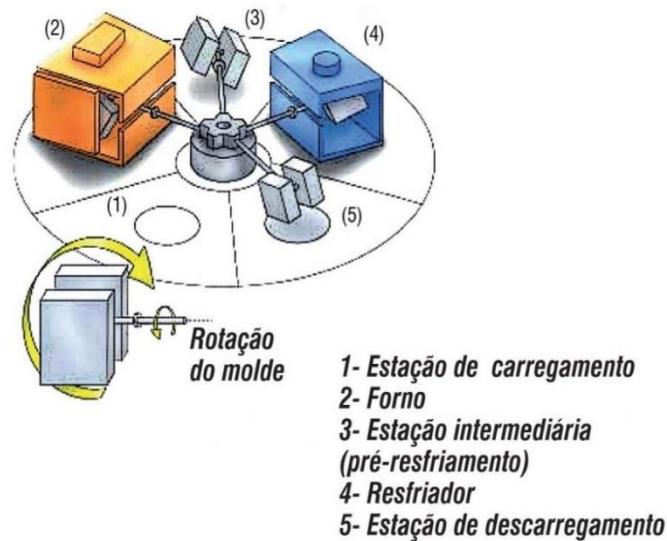 (2)
(3)
(4)
(1)
(5)
Rotação
do molde
1- Estação de carregamento
2- Forno
3- Estação intermediária
(pré-resfriamento)
4- Resfriador
5- Estação de descarregamento